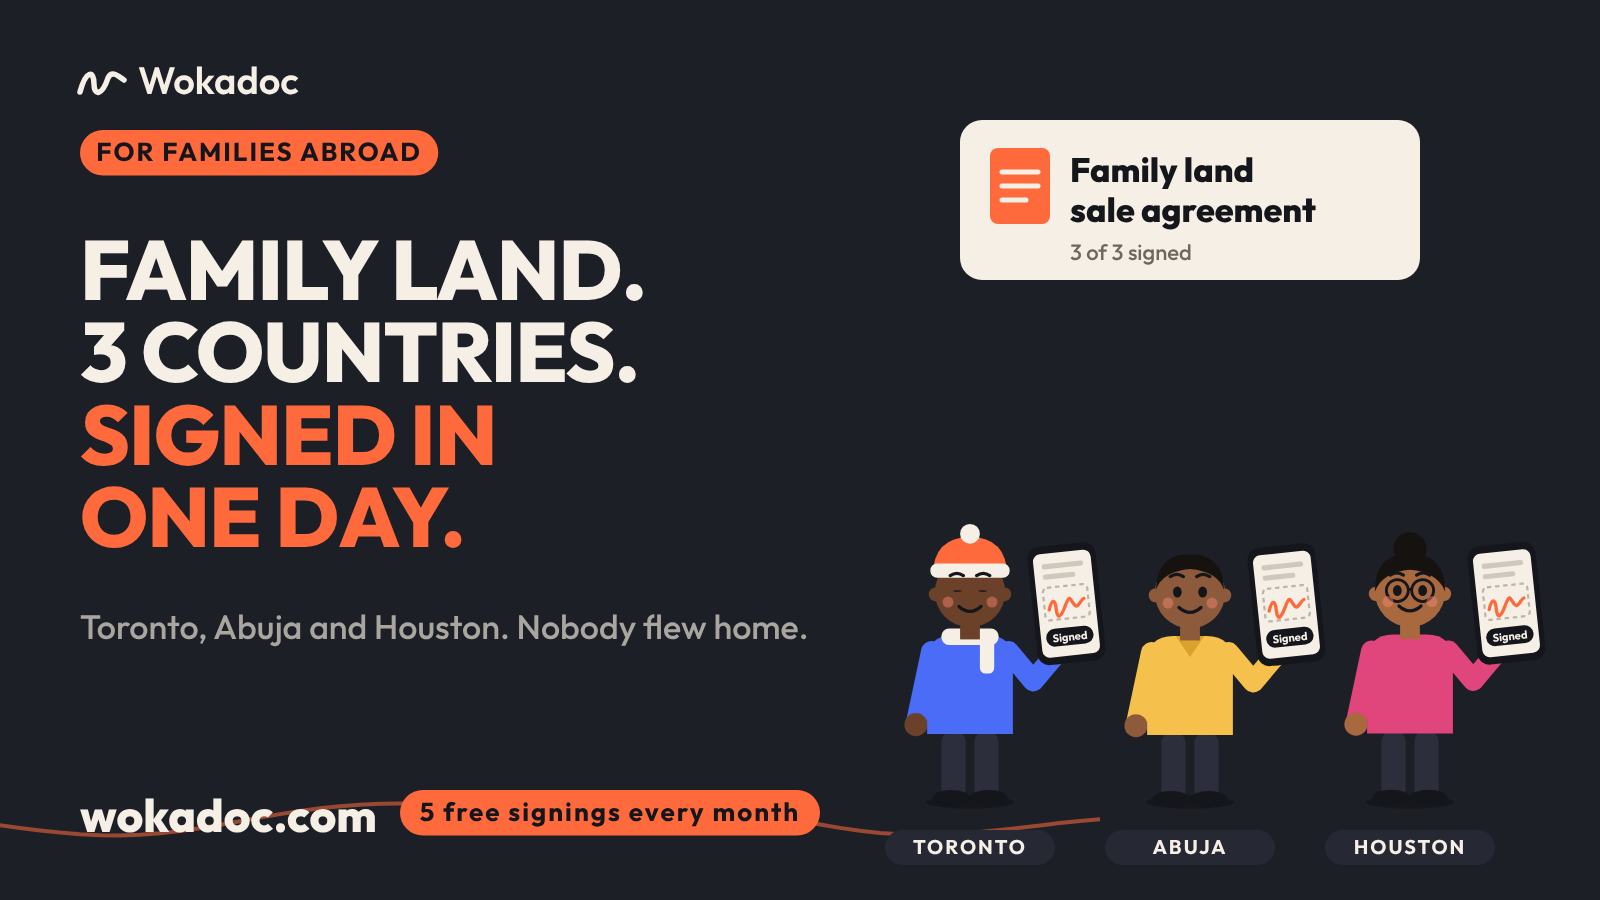 Wokadoc
FOR FAMILIES ABROAD
FAMILY LAND.
3 COUNTRIES.
SIGNED IN
ONE DAY.
Toronto, Abuja and Houston. Nobody flew home.
wokadoc.com
5 free signings every month
Family land
sale agreement
3 of 3 signed
Signed
Signed
Signed
TORONTO
ABUJA
HOUSTON